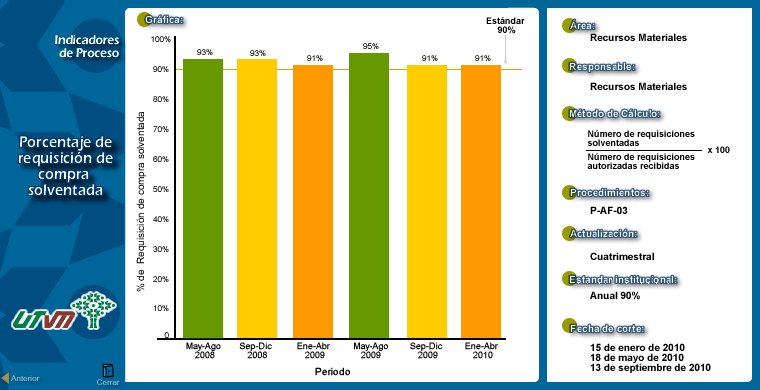 Indicadores
de Proceso
Porcentaje de
requisición de
compra
solventada
UTVM
Anterior
Cerrar
Gráfica:
Estándar
90%
100%
90%
80%
70%
60%
50%
40%
30%
20%
10%
0
% de Requisición de compra solventada
93%
93%
91%
95%
91%
91%
May-Ago
2008
Sep-Dic
2008
Ene-Abr
2009
May-Ago
2009
Sep-Dic
2009
Ene-Abr
2010
Periodo
Área:
Recursos Materiales
Responsable:
Recursos Materiales
Método de Cálculo:
Número de requisiciones
solventadas
Número de requisiciones
autorizadas recibidas
x 100
Procedimientos:
P-AF-03
Actualización:
Cuatrimestral
Estandar Institucional:
Anual 90%
Fecha de corte:
15 de enero de 2010
18 de mayo de 2010
13 de septiembre de 2010